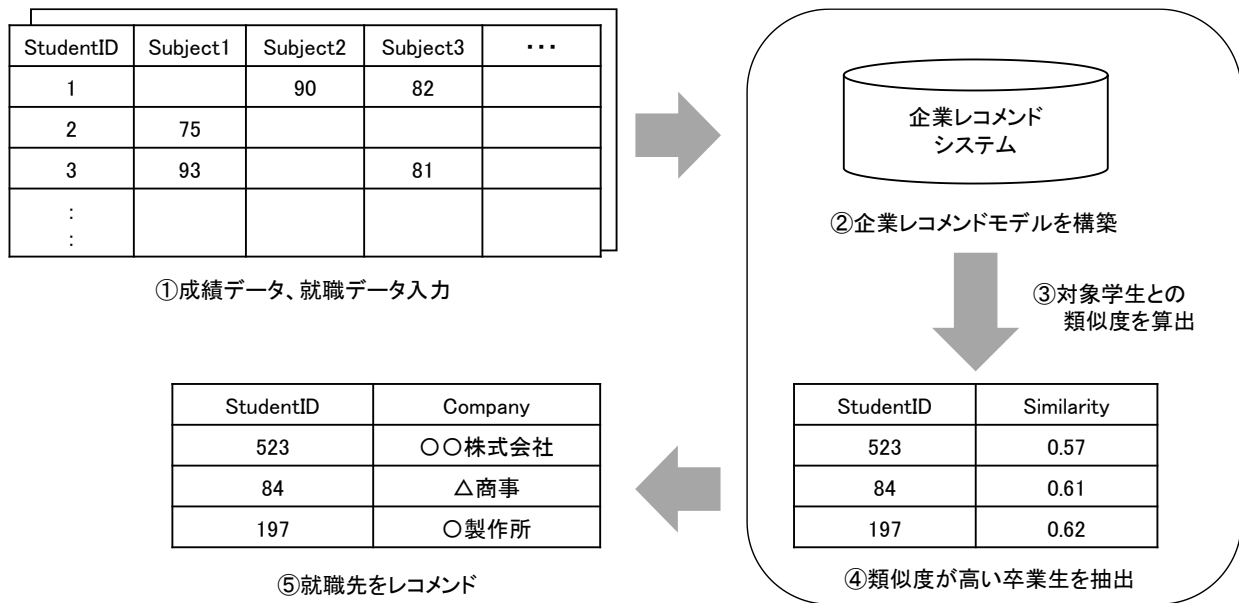 StudentID Subject1 Subject2 Subject3 ・・・
1 90 82
2 75
3 93 81
:
:
①成績データ、就職データ入力
企業レコメンド
システム
②企業レコメンドモデルを構築
③対象学生との
類似度を算出
StudentID Similarity
523 0.57
84 0.61
197 0.62
④類似度が高い卒業生を抽出
StudentID Company
523 〇〇株式会社
84 △商事
197 〇製作所
⑤就職先をレコメンド